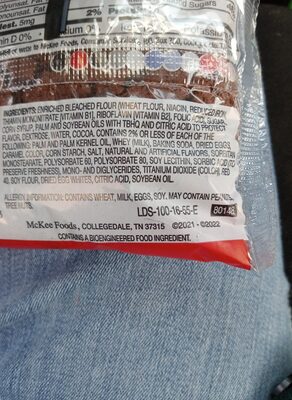 2%
D 0%
INGREDIENTS: ENRICHED BLEACHED FLOUR (WHEAT FLOUR, NIACIN, REDUCED IRON,
THIAMIN MONONITRATE [VITAMIN B1], RIBOFLAVIN [VITAMIN B2], FOLIC ACID), SUGAR,
CORN SYRUP, PALM AND SOYBEAN OILS WITH TBHQ AND CITRIC ACID TO PROTECT
FLAVOR, DEXTROSE, WATER, COCOA. CONTAINS 2% OR LESS OF EACH OF THE
FOLLOWING: PALM AND PALM KERNEL OIL, WHEY (MILK), BAKING SODA, DRIED EGGS,
CARAMEL COLOR, CORN STARCH, SALT, NATURAL AND ARTIFICIAL FLAVORS, SORBITAN
MONOSTEARATE, POLYSORBATE 60, POLYSORBATE 80, SOY LECITHIN, SORBIC ACID TO
PRESERVE FRESHNESS, MONO- AND DIGLYCERIDES, TITANIUM DIOXIDE (COLOR), RED
40, SOY FLOUR, DRIED EGG WHITES, CITRIC ACID, SOYBEAN OIL.
ALLERGY INFORMATION: CONTAINS WHEAT, MILK, EGGS, SOY. MAY CONTAIN
TREE NUTS.
LDS-100-16-55-E
McKee Foods, COLLEGEDALE, TN 37315 ©2021 - ©2022
CONTAINS A BIOENGINEERED FOOD INGREDIENT.